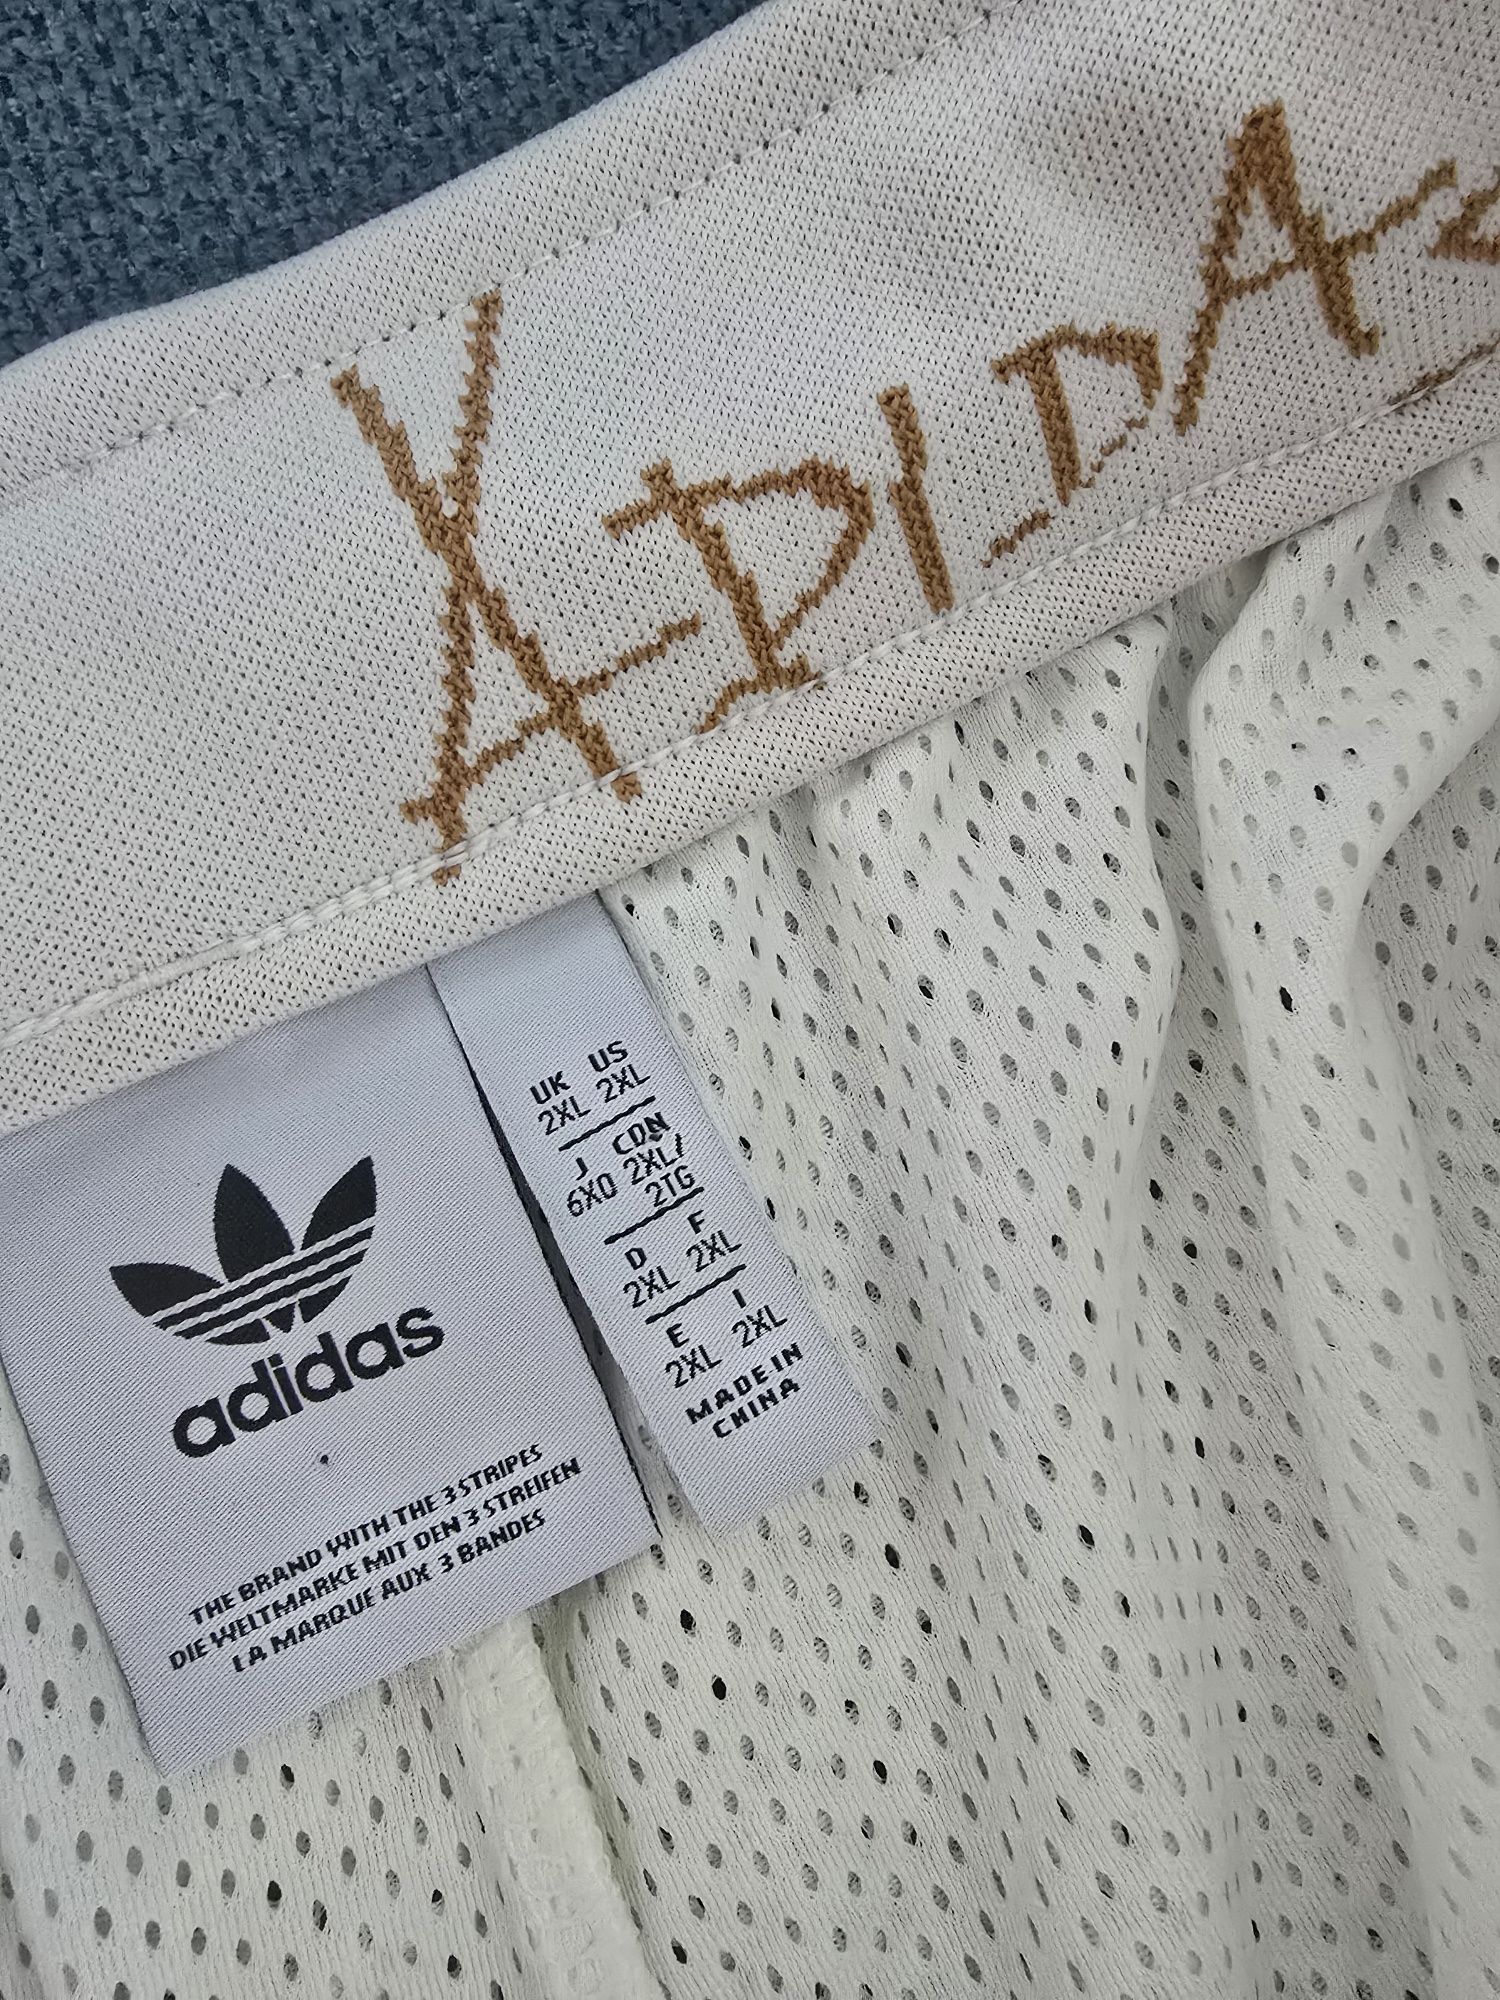 ADIDAS
adidas
THE BRAND WITH THE 3 STRIPES
DIE WELTMARKE MIT DEN 3 STREIFEN
LA MARQUE AUX 3 BANDES
UK US
2XL 2XL
J CDN
6XO 2XL/
2TG
D F
2XL 2XL
E I
2XL 2XL
MADE IN
CHINA